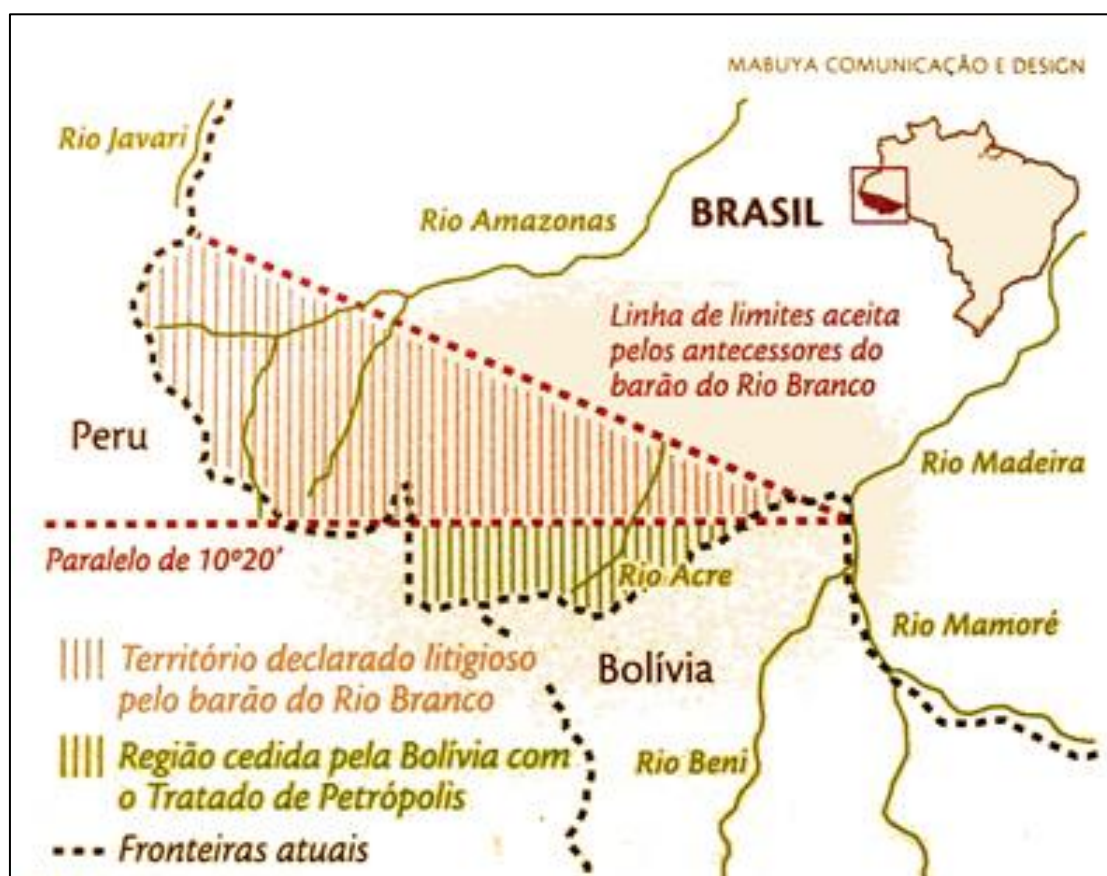 MABUYA COMUNICAÇÃO E DESIGN
Rio Javari
Rio Amazonas
BRASIL
Linha de limites aceita
pelos antecessores do
barão do Rio Branco
Peru
Rio Madeira
Paralelo de 10º20'
Rio Acre
Rio Mamoré
Bolívia
Território declarado litigioso
pelo barão do Rio Branco
Região cedida pela Bolívia com
o Tratado de Petrópolis
Rio Beni
Fronteiras atuais